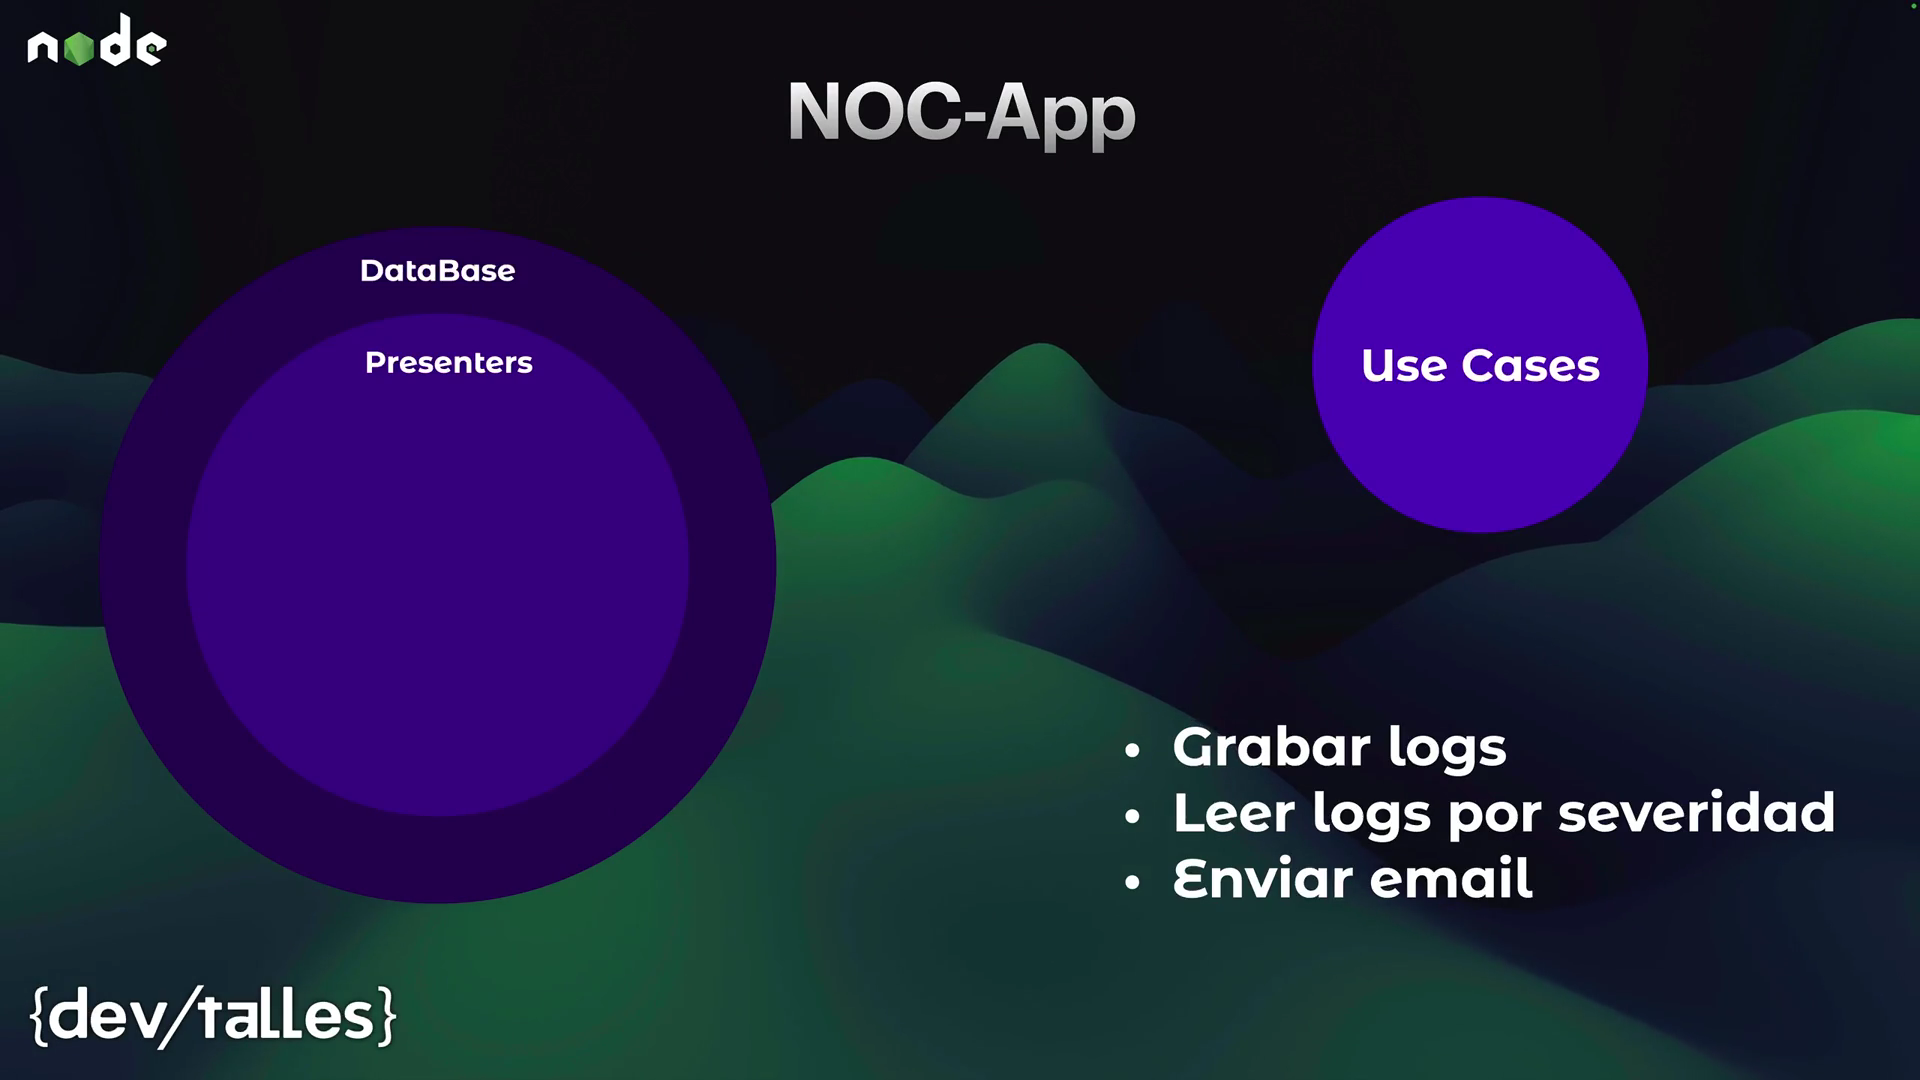 node
NOC-App
DataBase
Presenters
Use Cases
• Grabar logs
• Leer logs por severidad
• Enviar email
{dev/talles}